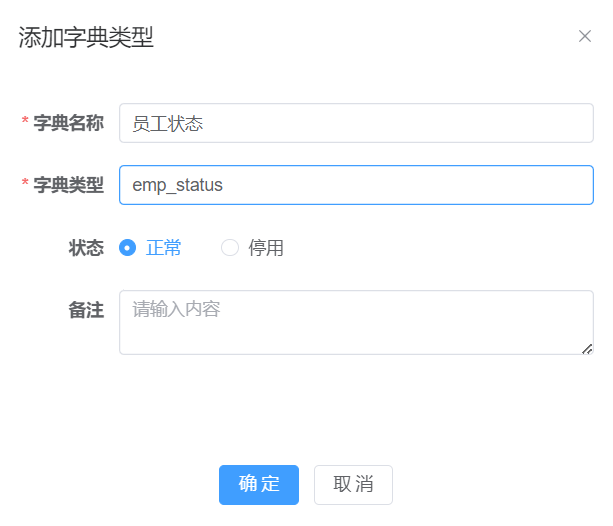 添加字典类型
* 字典名称 员工状态
* 字典类型 emp_status
状态 正常 停用
备注 请输入内容
确定 取消